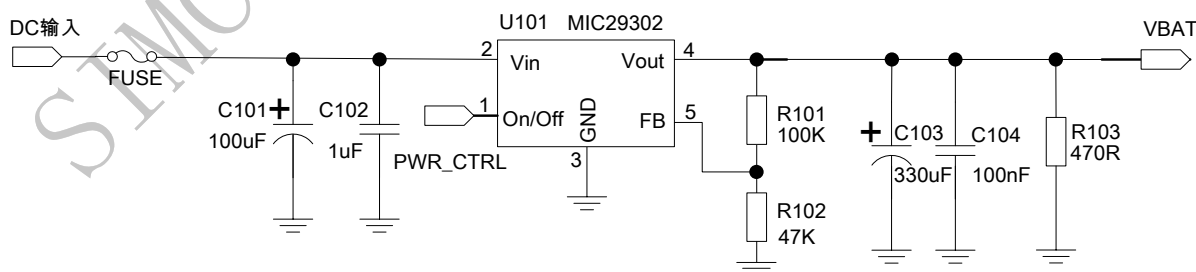 DC输入
FUSE
C101
100uF
C102
1uF
PWR_CTRL
U101 MIC29302
2
Vin
1
On/Off
GND
3
Vout
4
FB
5
R101
100K
R102
47K
C103
330uF
C104
100nF
R103
470R
VBAT